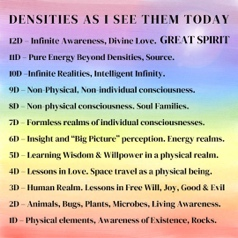 DENSITIES AS I SEE THEM TODAY
12D – Infinite Awareness, Divine Love. GREAT SPIRIT
11D – Pure Energy Beyond Densities, Source.
10D –Infinite Realities, Intelligent Infinity.
9D – Non-Physical, Non-individual consciousness.
8D – Non-physical consciousness. Soul Families.
7D – Formless realms of individual consciousnesses.
6D – Insight and “Big Picture” perception. Energy realms.
5D – Learning Wisdom & Willpower in a physical realm.
4D – Lessons in Love. Space travel as a physical being.
3D – Human Realm. Lessons in Free Will, Joy, Good & Evil
2D – Animals, Bugs, Plants, Microbes, Living Awareness.
1D – Physical elements, Awareness of Existence, Rocks.